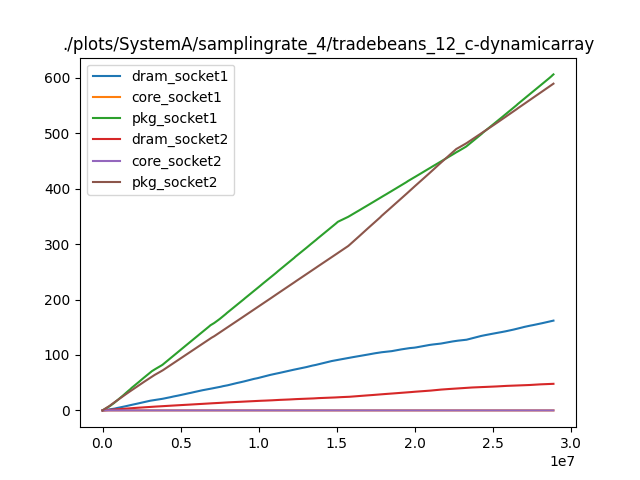 ./plots/SystemA/samplingrate_4/tradebeans_12_c-dynamicarray
600
500
400
300
200
100
0
dram_socket1
core_socket1
pkg_socket1
dram_socket2
core_socket2
pkg_socket2
0.0 0.5 1.0 1.5 2.0 2.5 3.0
1e7